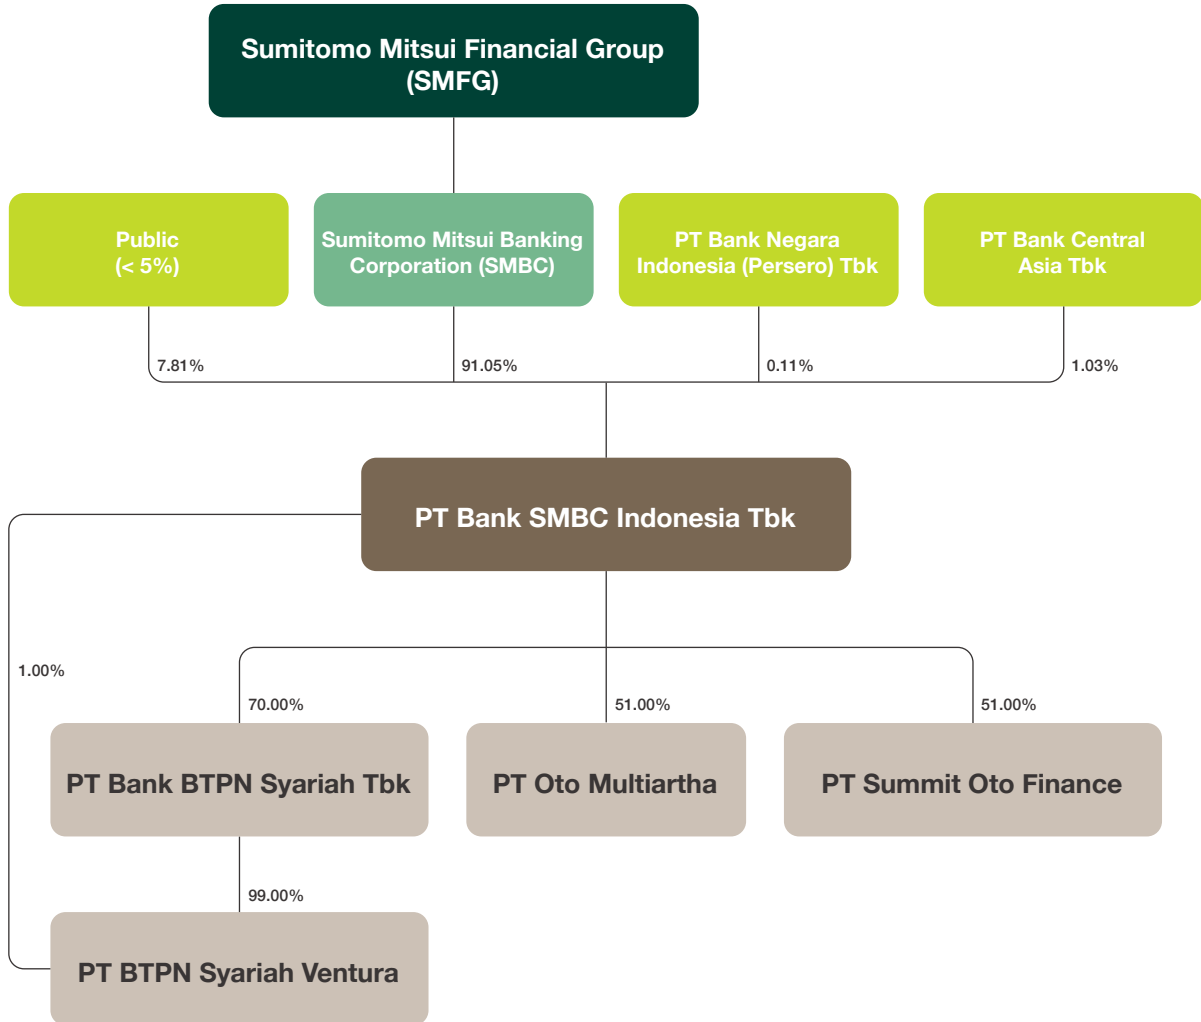 Sumitomo Mitsui Financial Group
(SMFG)
Public
(< 5%)
Sumitomo Mitsui Banking
Corporation (SMBC)
PT Bank Negara
Indonesia (Persero) Tbk
PT Bank Central
Asia Tbk
7.81%
91.05%
0.11%
1.03%
PT Bank SMBC Indonesia Tbk
1.00%
70.00%
51.00%
51.00%
PT Bank BTPN Syariah Tbk
PT Oto Multiartha
PT Summit Oto Finance
99.00%
PT BTPN Syariah Ventura